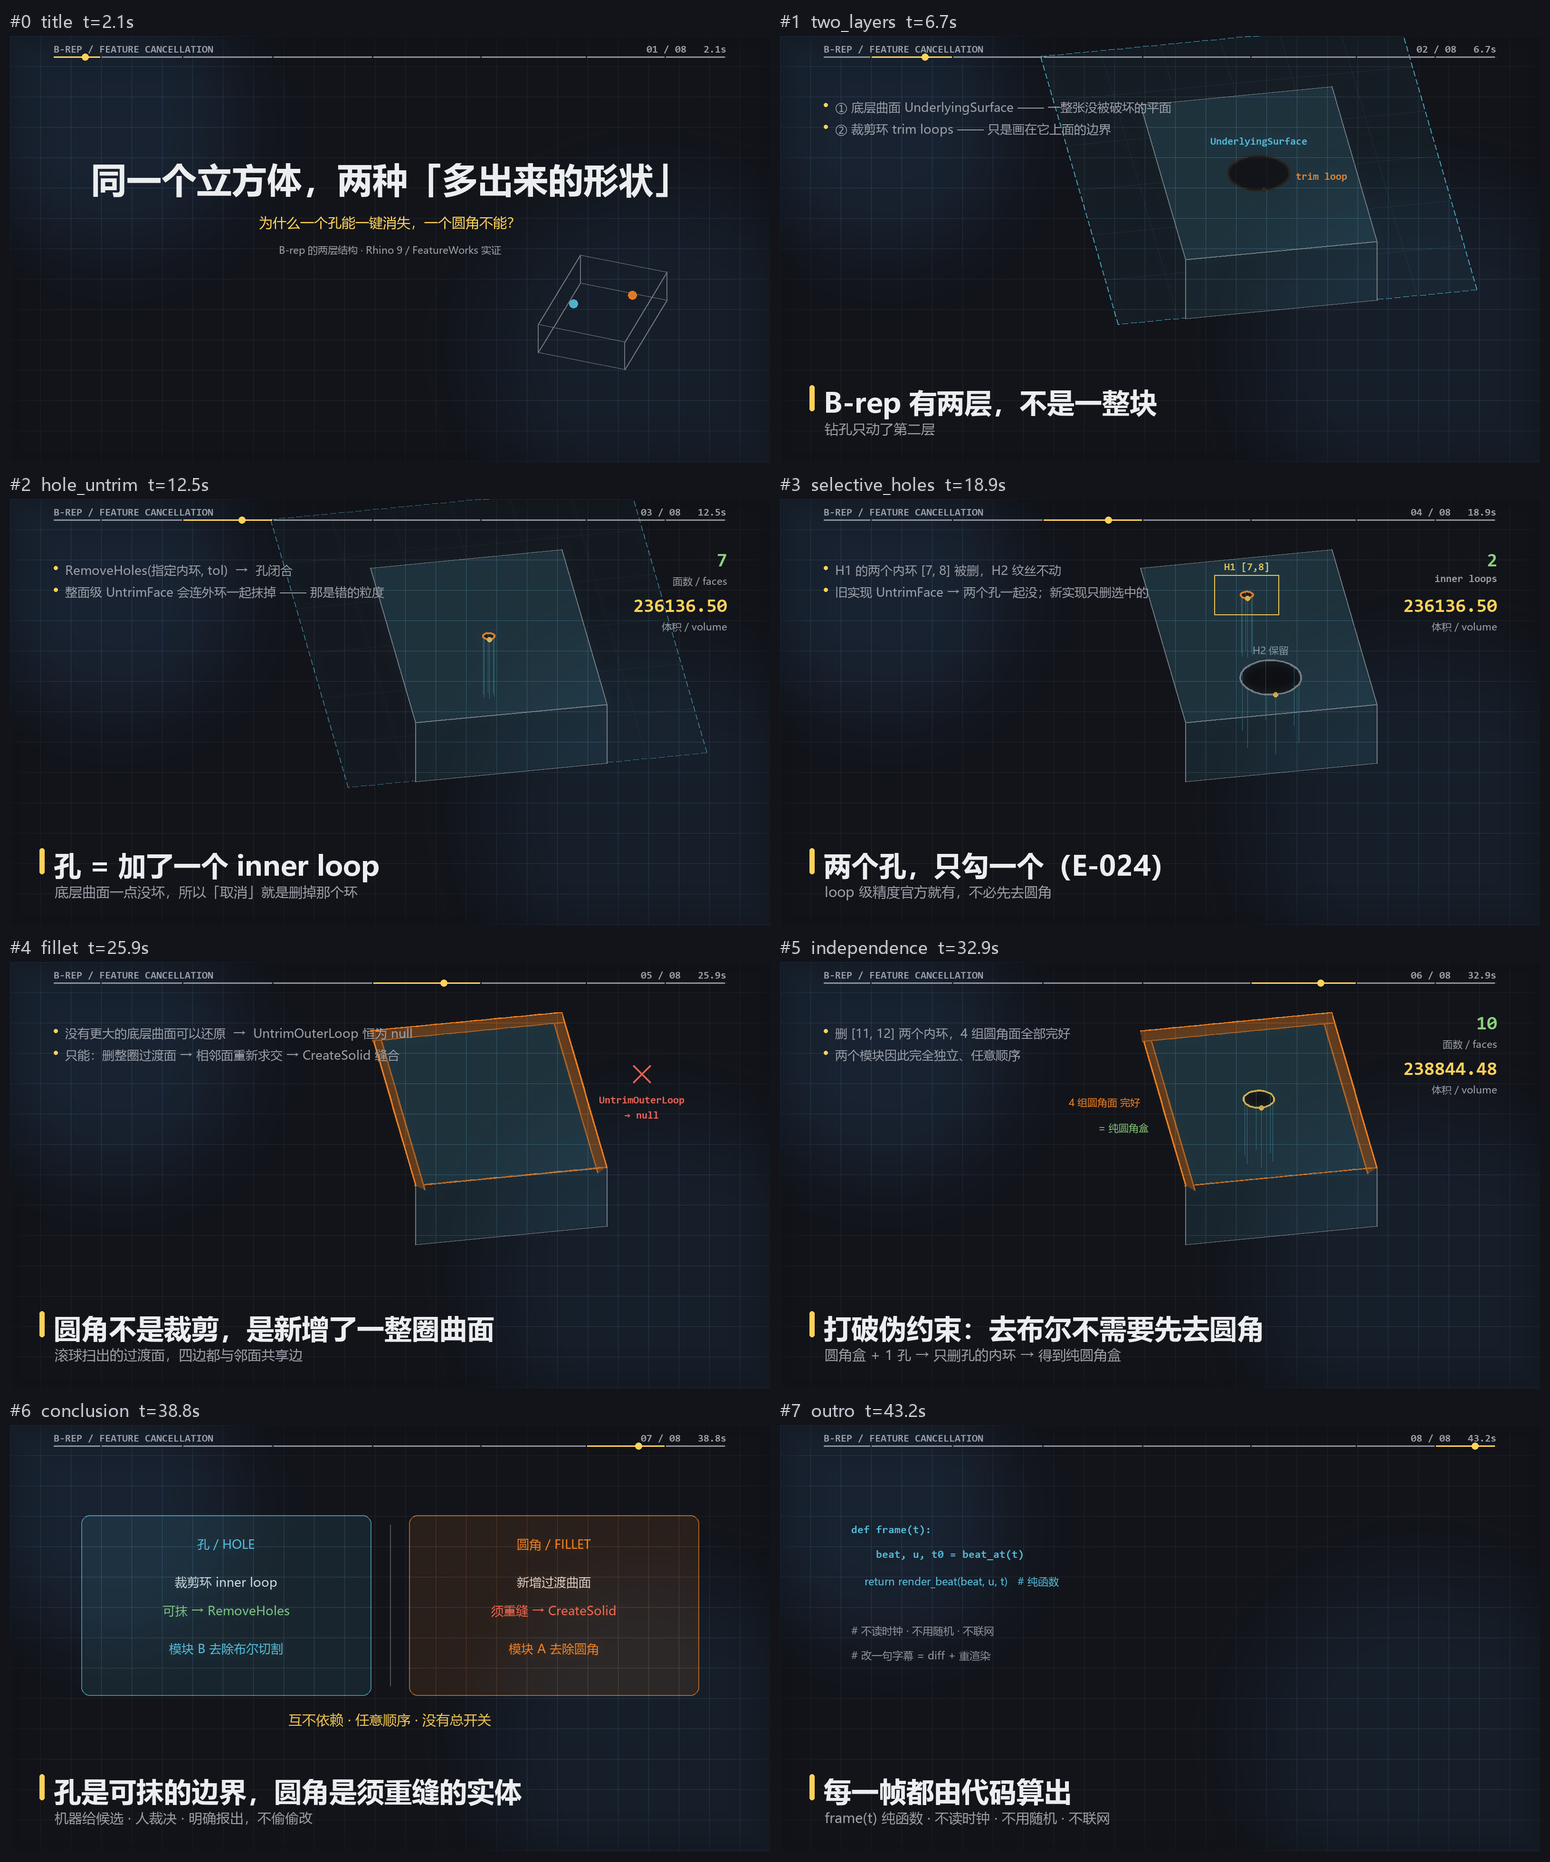 #0 title t=2.1s
B-REP / FEATURE CANCELLATION
01 / 08 2.1s
同一个立方体，两种「多出来的形状」
为什么一个孔能一键消失，一个圆角不能？
B-rep 的两层结构 · Rhino 9 / FeatureWorks 实证
#1 two_layers t=6.7s
B-REP / FEATURE CANCELLATION
02 / 08 6.7s
① 底层曲面 UnderlyingSurface —— 一整张没被破坏的平面
② 裁剪环 trim loops —— 只是画在它上面的边界
UnderlyingSurface
trim loop
B-rep 有两层，不是一整块
钻孔只动了第二层
#2 hole_untrim t=12.5s
B-REP / FEATURE CANCELLATION
03 / 08 12.5s
RemoveHoles(指定内环, tol) → 孔闭合
整面级 UntrimFace 会连外环一起抹掉 —— 那是错的粒度
7
面数 / faces
236136.50
体积 / volume
孔 = 加了一个 inner loop
底层曲面一点没坏，所以「取消」就是删掉那个环
#3 selective_holes t=18.9s
B-REP / FEATURE CANCELLATION
04 / 08 18.9s
H1 的两个内环 [7, 8] 被删，H2 纹丝不动
旧实现 UntrimFace → 两个孔一起没；新实现只删选中的
H1 [7,8]
H2 保留
2
inner loops
236136.50
体积 / volume
两个孔，只勾一个（E-024）
loop 级精度官方就有，不必先去圆角
#4 fillet t=25.9s
B-REP / FEATURE CANCELLATION
05 / 08 25.9s
没有更大的底层曲面可以还原 → UntrimOuterLoop 恒为 null
只能：删整圈过渡面 → 相邻面重新求交 → CreateSolid 缝合
UntrimOuterLoop
→ null
圆角不是裁剪，是新增了一整圈曲面
滚球扫出的过渡面，四边都与邻面共享边
#5 independence t=32.9s
B-REP / FEATURE CANCELLATION
06 / 08 32.9s
删 [11, 12] 两个内环，4 组圆角面全部完好
两个模块因此完全独立、任意顺序
4 组圆角面 完好
= 纯圆角盒
10
面数 / faces
238844.48
体积 / volume
打破伪约束：去布尔不需要先去圆角
圆角盒 + 1 孔 → 只删孔的内环 → 得到纯圆角盒
#6 conclusion t=38.8s
B-REP / FEATURE CANCELLATION
07 / 08 38.8s
孔 / HOLE
裁剪环 inner loop
可抹 → RemoveHoles
模块 B 去除布尔切割
圆角 / FILLET
新增过渡曲面
须重缝 → CreateSolid
模块 A 去除圆角
互不依赖 · 任意顺序 · 没有总开关
孔是可抹的边界，圆角是须重缝的实体
机器给候选 · 人裁决 · 明确报出，不偷偷改
#7 outro t=43.2s
B-REP / FEATURE CANCELLATION
08 / 08 43.2s
def frame(t):
beat, u, t0 = beat_at(t)
return render_beat(beat, u, t) # 纯函数
# 不读时钟 · 不用随机 · 不联网
# 改一句字幕 = diff + 重渲染
每一帧都由代码算出
frame(t) 纯函数 · 不读时钟 · 不用随机 · 不联网